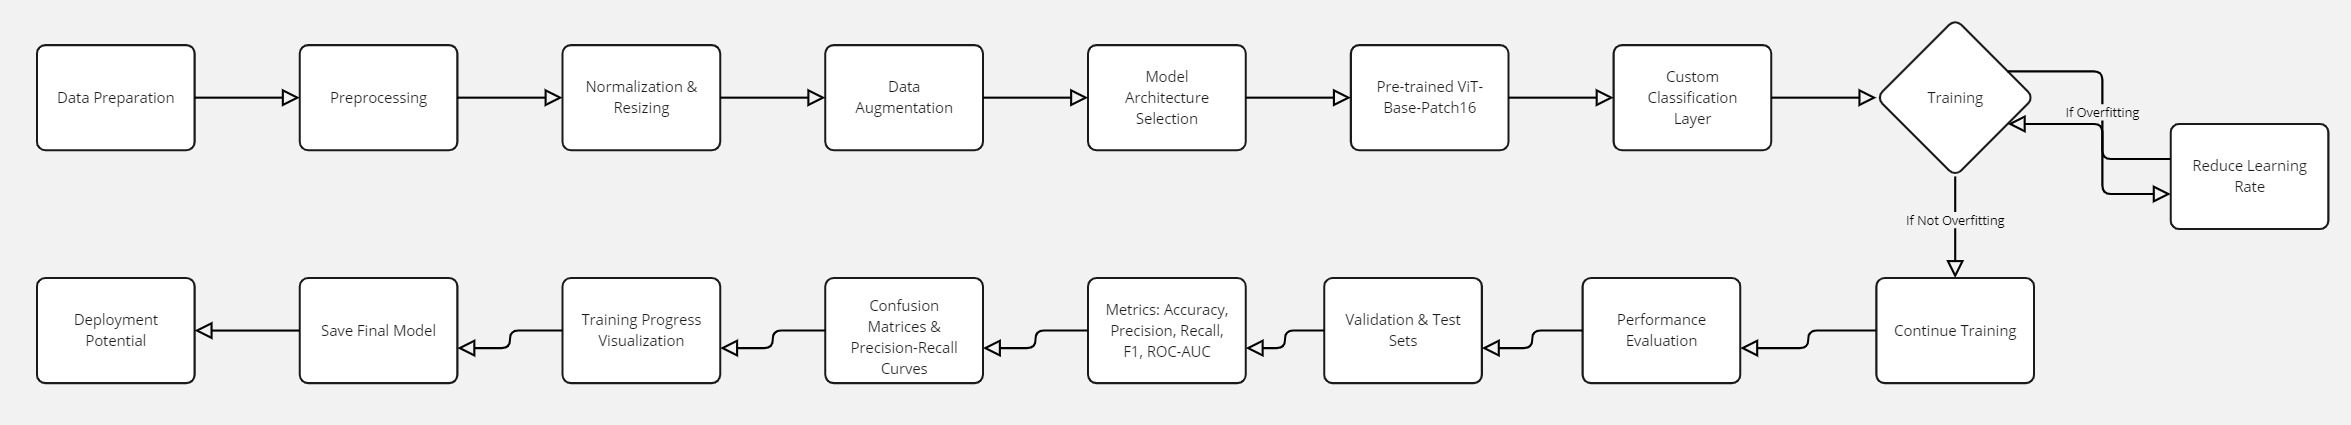 Data Preparation
Preprocessing
Normalization &
Resizing
Data
Augmentation
Model
Architecture
Selection
Pre-trained ViT-
Base-Patch16
Custom
Classification
Layer
Training
If Overfitting
Reduce Learning
Rate
If Not Overfitting
Continue Training
Performance
Evaluation
Validation & Test
Sets
Metrics: Accuracy,
Precision, Recall,
F1, ROC-AUC
Confusion
Matrices &
Precision-Recall
Curves
Training Progress
Visualization
Save Final Model
Deployment
Potential